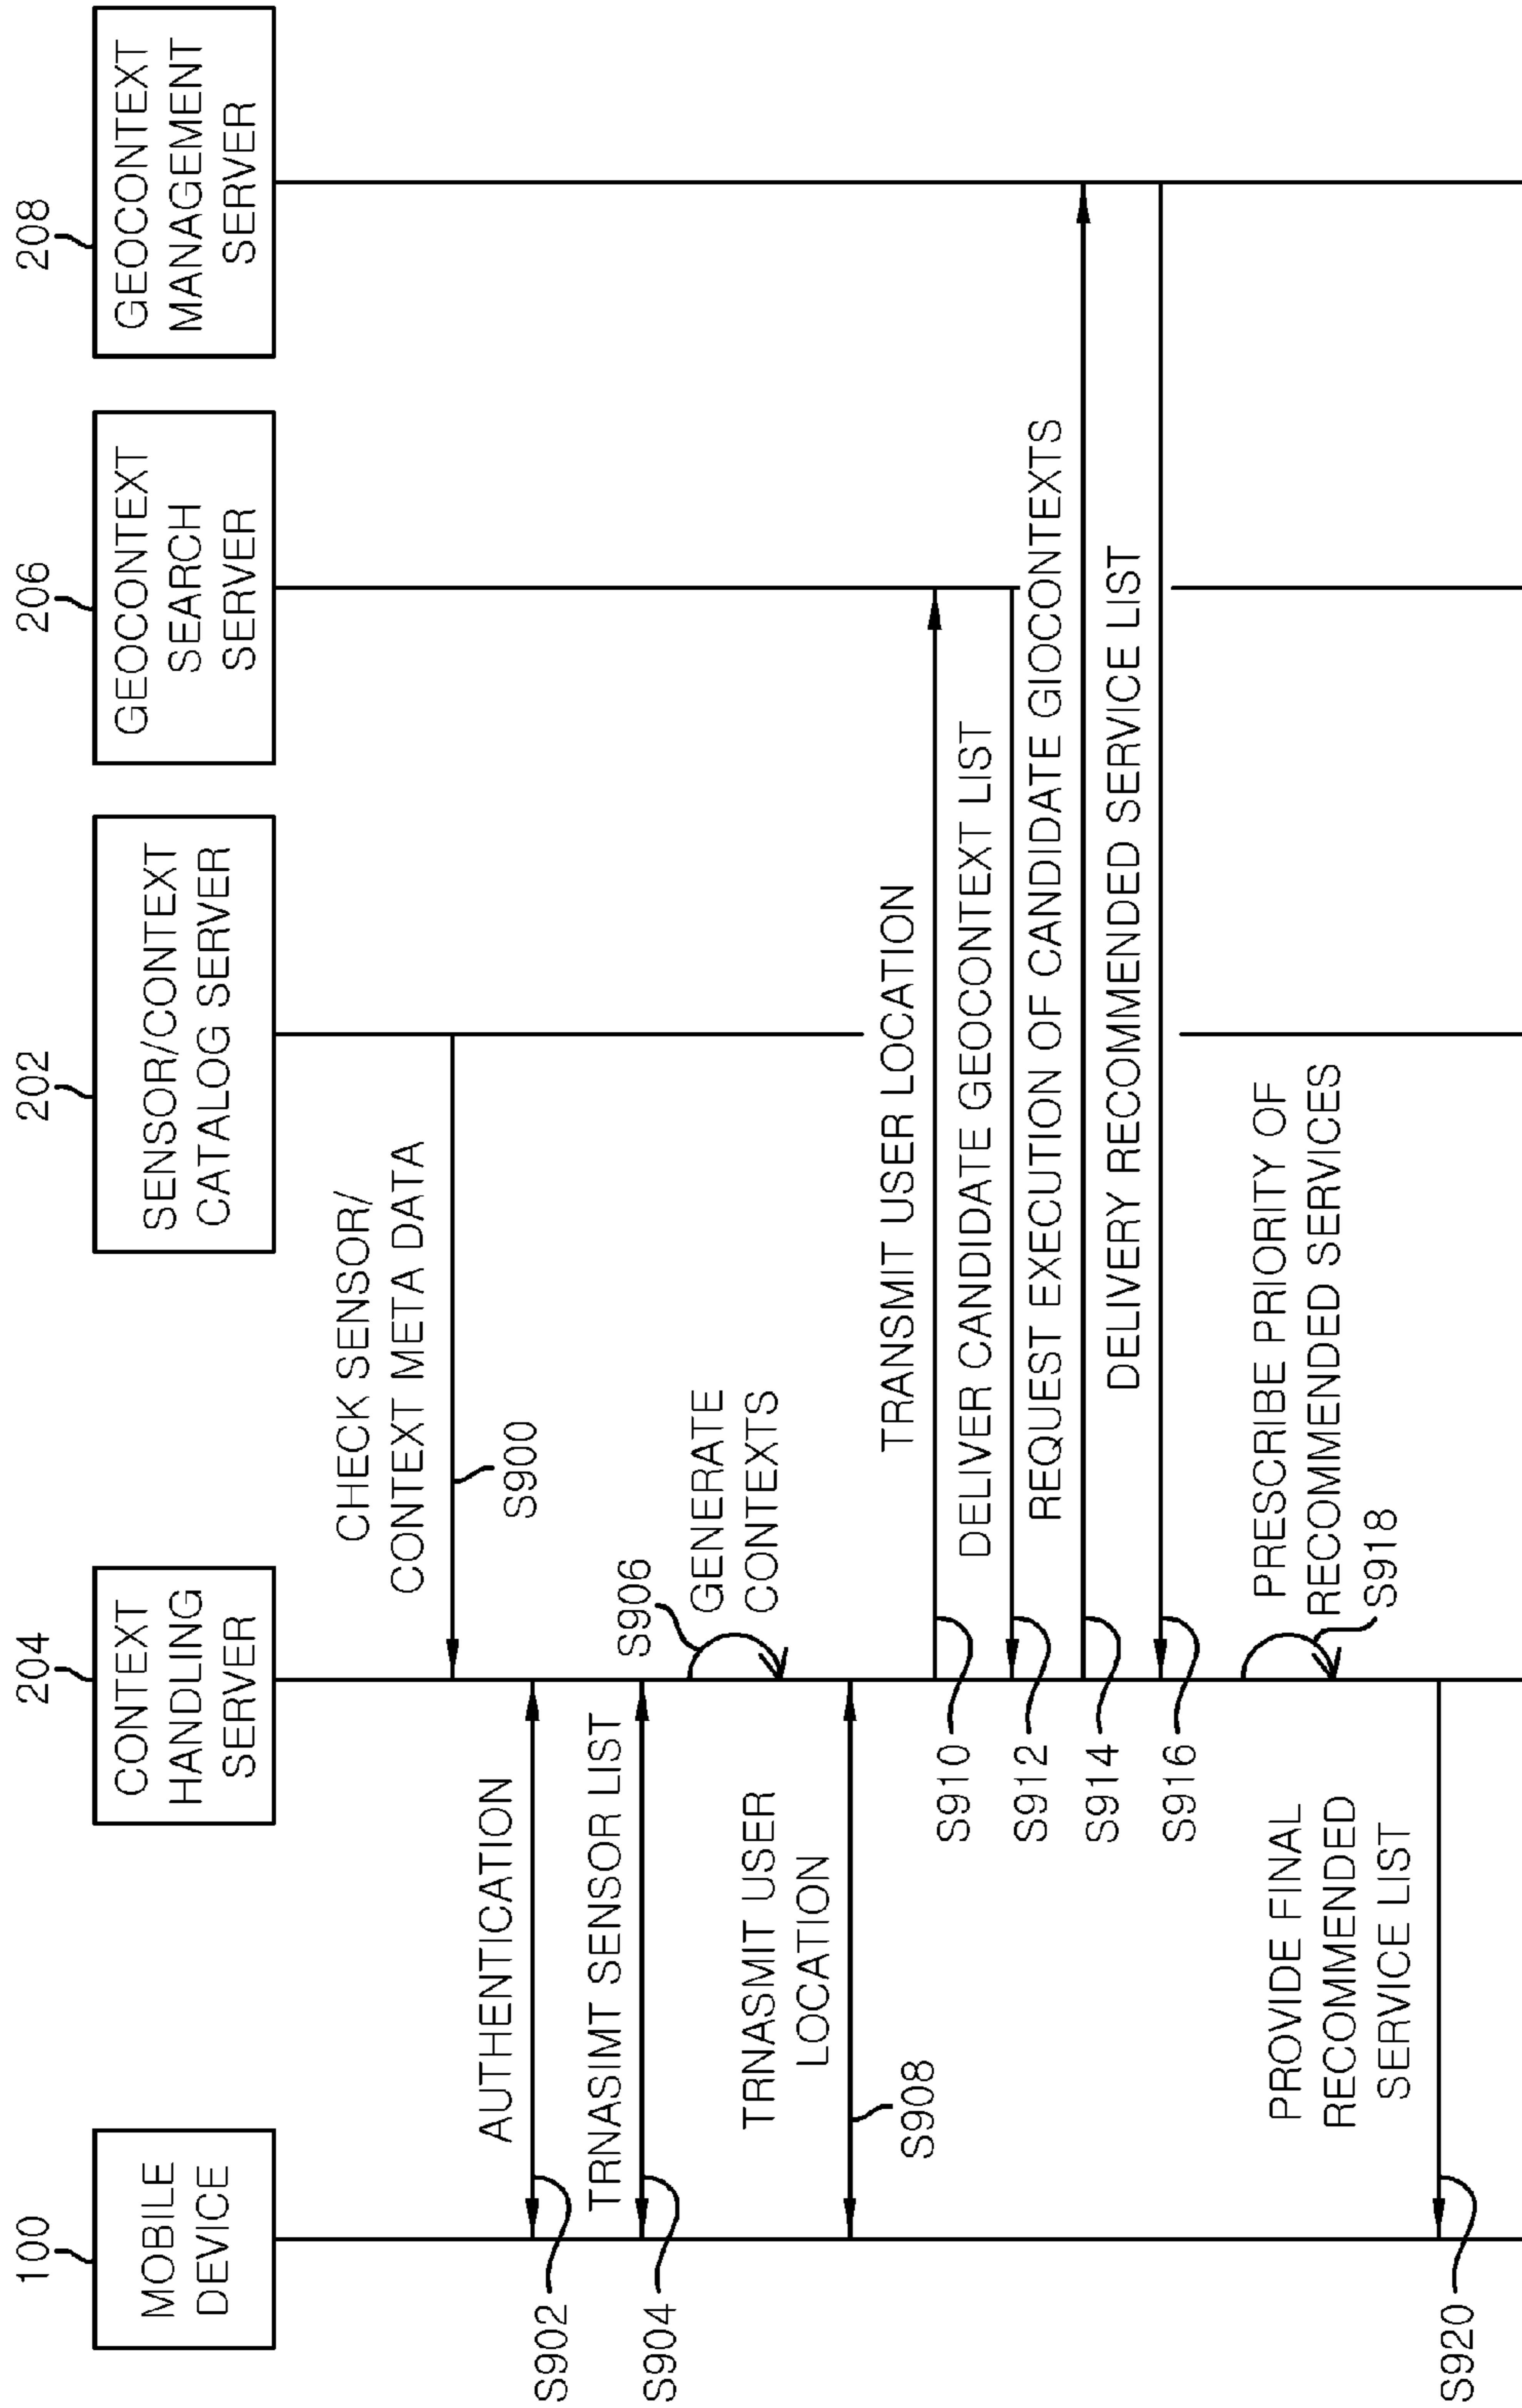 100
MOBILE
DEVICE
204
CONTEXT
HANDLING
SERVER
202
SENSOR/CONTEXT
CATALOG SERVER
206
GEOCONTEXT
SEARCH
SERVER
208
GEOCONTEXT
MANAGEMENT
SERVER
CHECK SENSOR/
CONTEXT META DATA
S900
AUTHENTICATION
S902
TRNASIMT SENSOR LIST
S904
S906
GENERATE
CONTEXTS
TRNASMIT USER
LOCATION
S908
TRANSMIT USER LOCATION
S910
DELIVER CANDIDATE GEOCONTEXT LIST
S912
REQUEST EXECUTION OF CANDIDATE GIOCONTEXTS
S914
DELIVERY RECOMMENDED SERVICE LIST
S916
PRESCRIBE PRIORITY OF
RECOMMENDED SERVICES
S918
PROVIDE FINAL
RECOMMENDED
SERVICE LIST
S920